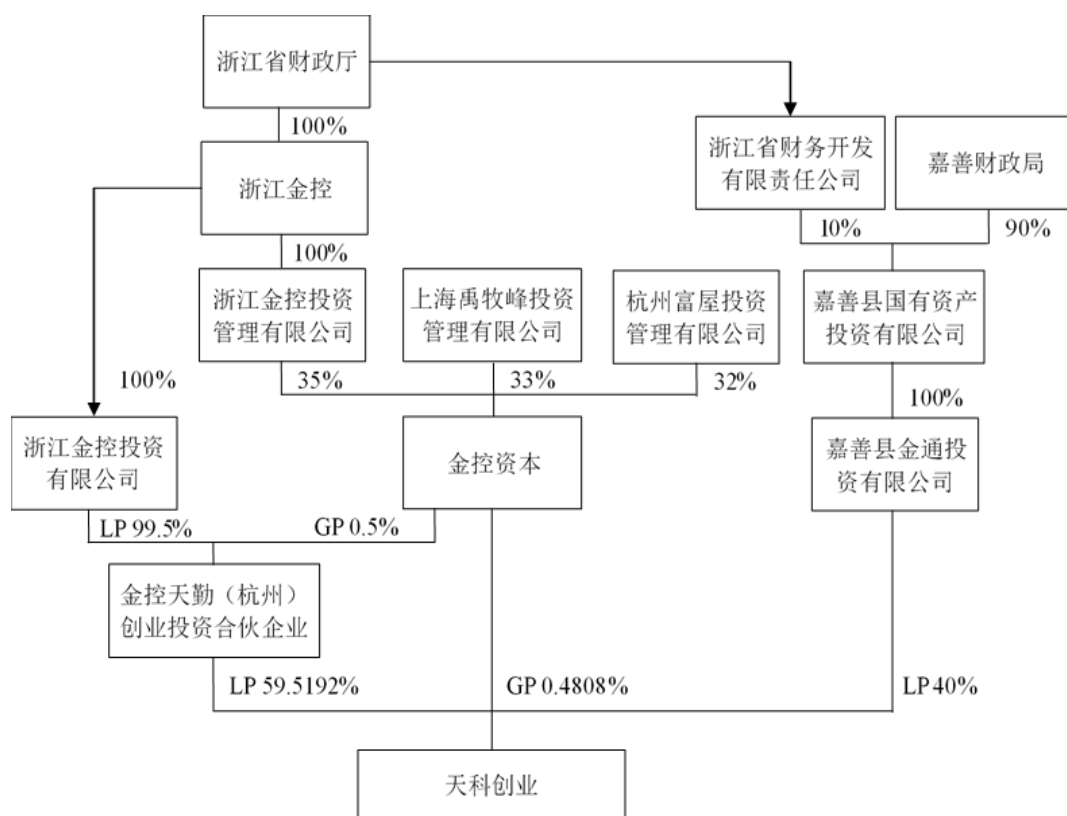 浙江省财政厅
100%
浙江省财务开发
有限责任公司
嘉善财政局
浙江金控
10%
90%
100%
浙江金控投资
管理有限公司
上海禹牧峰投资
管理有限公司
杭州富屋投资
管理有限公司
嘉善县国有资产
投资有限公司
100%
35%
33%
32%
100%
浙江金控投资
有限公司
金控资本
嘉善县金通投
资有限公司
LP 99.5%
GP 0.5%
金控天勤（杭州）
创业投资合伙企业
LP 59.5192%
GP 0.4808%
LP 40%
天科创业